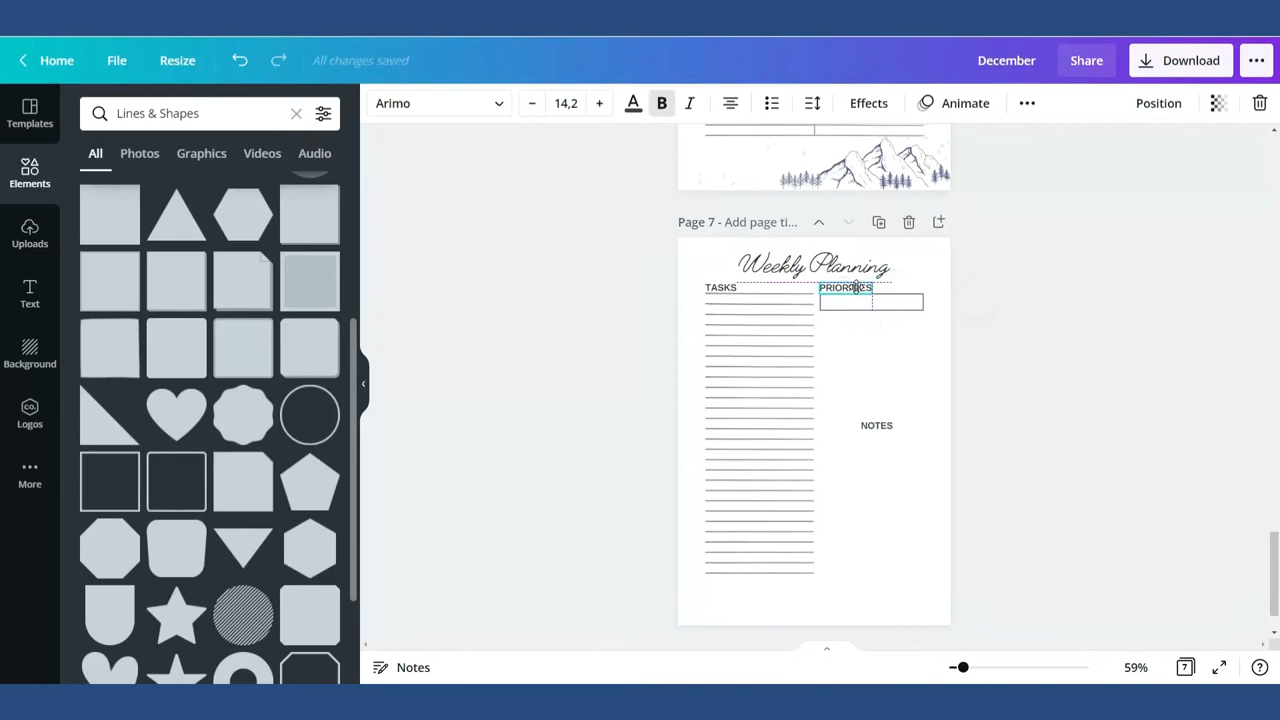 Home
File
Resize
All changes saved
December
Share
Download
Templates
Elements
Uploads
Text
Background
CO.
Logos
More
Lines & Shapes
All
Photos
Graphics
Videos
Audio
Arimo
14,2
A
B
I
Effects
Animate
Position
Page 7 - Add page ti...
Weekly Planning
TASKS
PRIORITIES
NOTES
Notes
59%
7
?